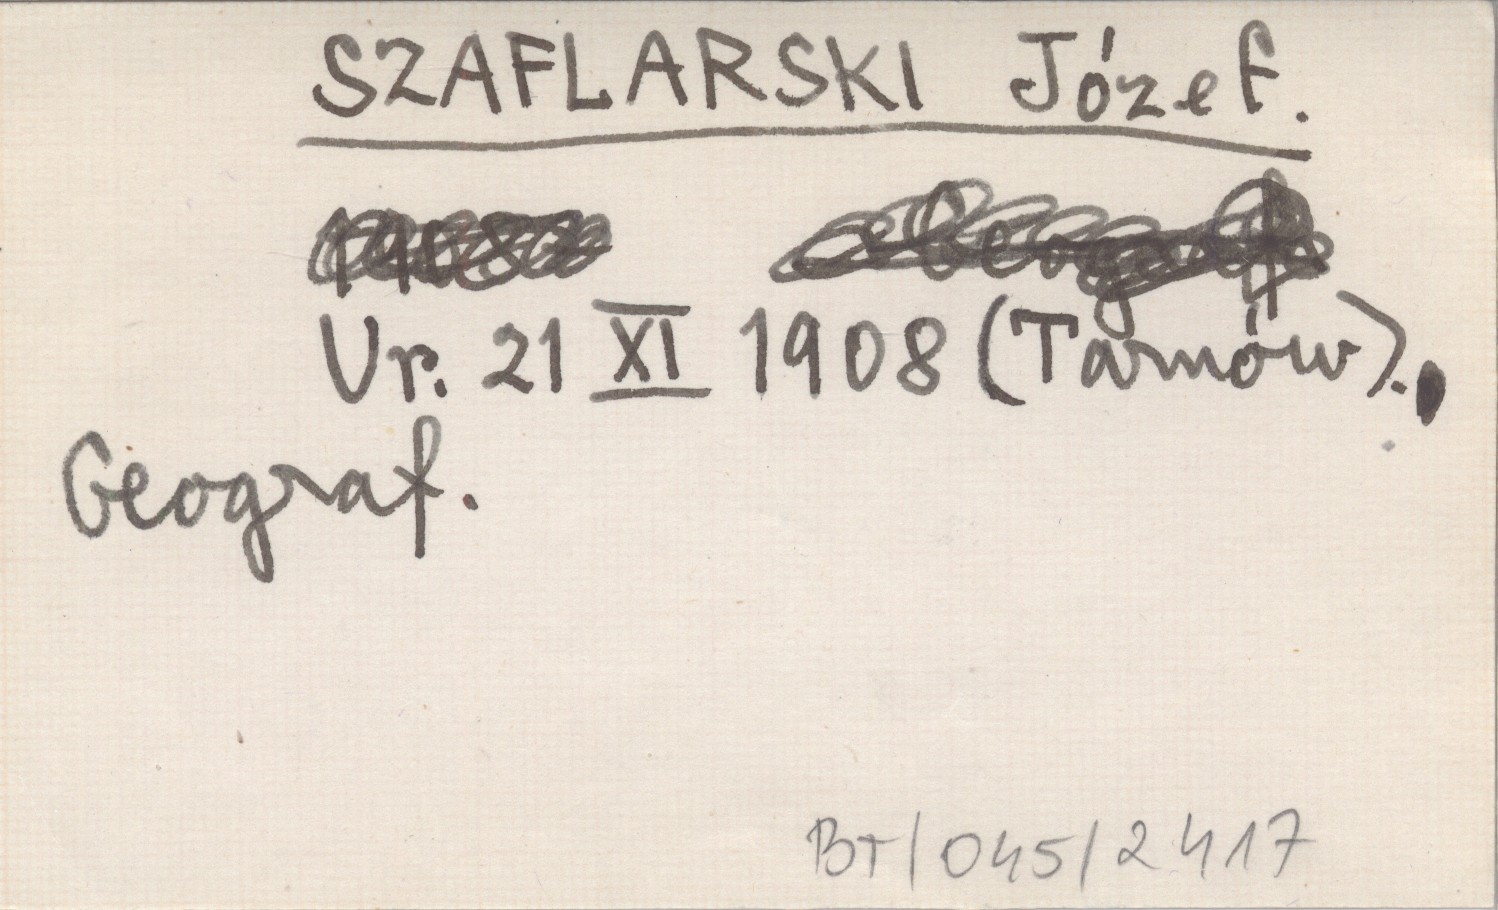 SZAFLARSKI Józef.
Ur. 21 XI 1908 (Tarnów).
Geograf.
BT/045/2417